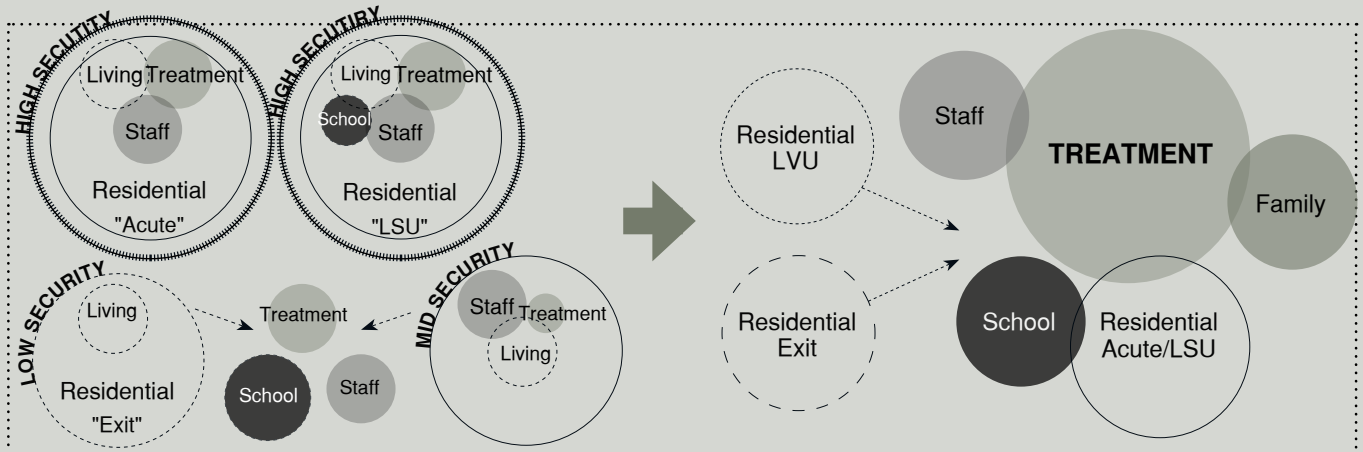 HIGH SECUTITY
Living
Treatment
Staff
Residential
"Acute"
HIGH SECUTIRY
Living
Treatment
School
Staff
Residential
"LSU"
LOW SECURITY
Living
Residential
"Exit"
Treatment
School
Staff
MID SECURITY
Staff
Treatment
Living
Residential
LVU
Residential
Exit
Staff
TREATMENT
Family
School
Residential
Acute/LSU